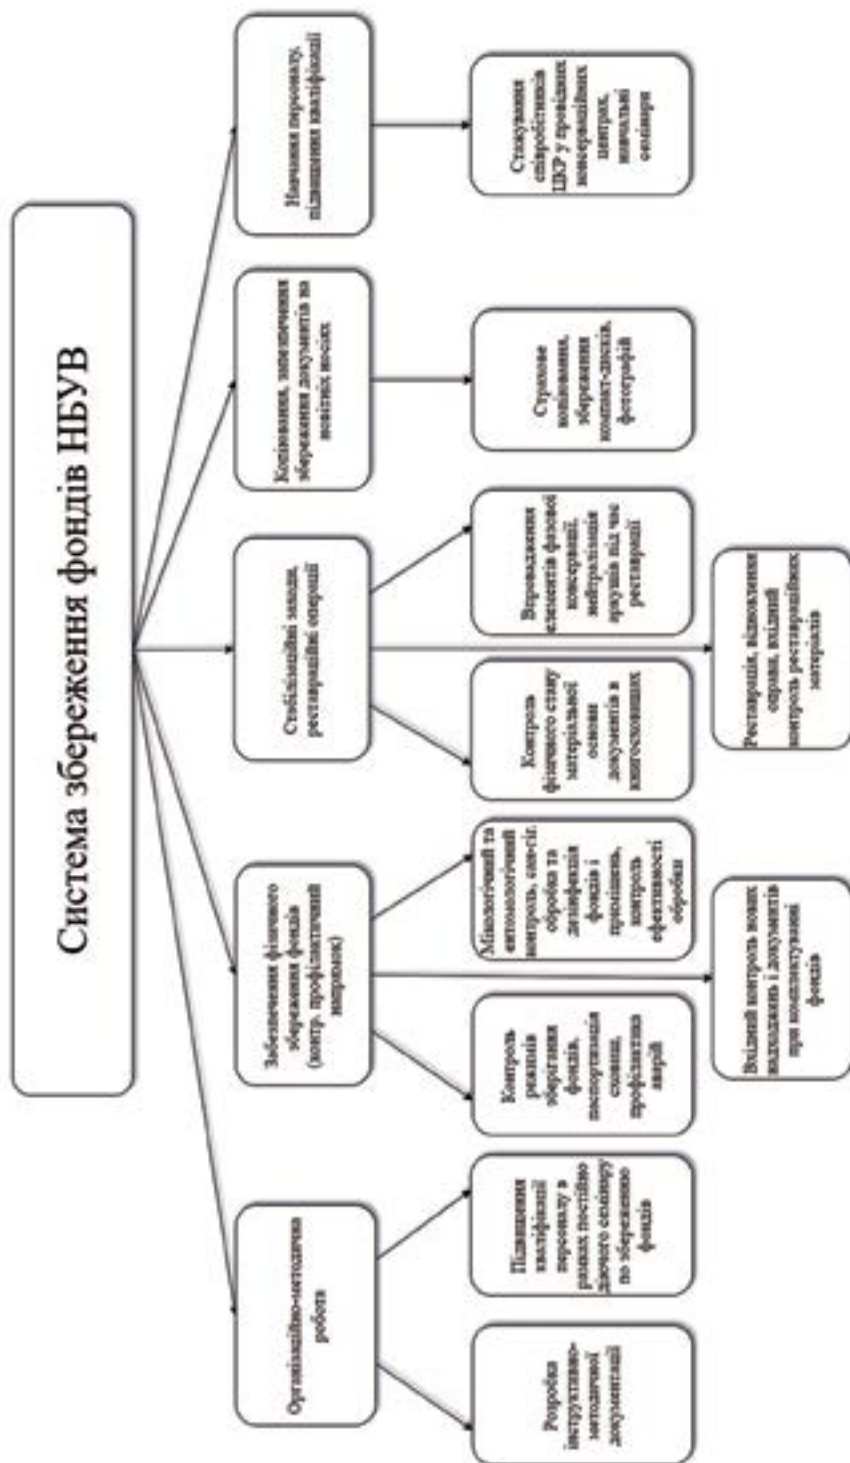 Система збереження фондів НБУВ
Організаційно-методична
робота
Забезпечення фізичного
збереження фондів
(контр. профілактичний
напрямок)
Стабілізаційні заходи,
реставраційні операції
Копіювання, забезпечення
збереження документів на
новітніх носіях
Навчання персоналу,
підвищення кваліфікації
Розробка
інструктивно-
методичної
документації
Підвищення
кваліфікації
персоналу в
рамках постійно
діючого семінару
по збереженню
фондів
Контроль
режимів
зберігання
фондів,
паспортизація
сховищ,
профілактика
аварій
Мікологічний та
ентомологічний
контроль, сан-гіг.
обробка та
дезинфекція
фондів і
приміщень,
контроль
ефективності
обробки
Контроль
фізичного стану
матеріальної
основи
документів в
книгосховищах
Впровадження
елементів фазової
консервації,
нейтралізація
аркушів під час
реставрації
Страхове
копіювання,
збереження
компакт-дисків,
фотографій
Стажування
співробітників
ЦКР у провідних
консерваційних
центрах,
навчальні
семінари
Вхідний контроль нових
надходжень і документів
при комплектуванні
фондів
Реставрація, відновлення
оправ, вхідний
контроль реставраційних
матеріалів